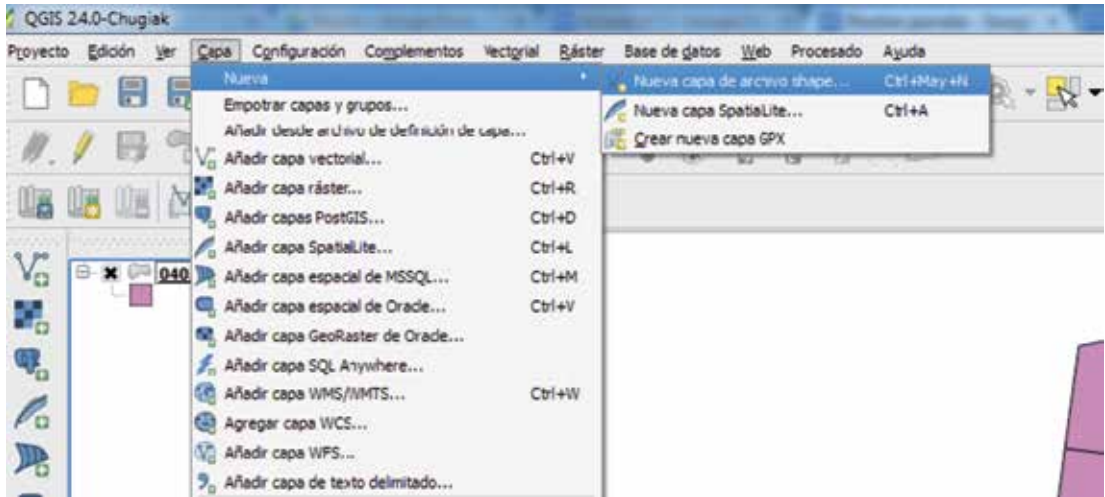 QGIS 2.4.0-Chugiak
Proyecto Edición Ver Capa Configuración Complementos Vectorial Ráster Base de datos Web Procesado Ayuda
Nueva
Nueva capa de archivo shape... Ctrl+May+N
Empotrar capas y grupos...
Nueva capa SpatiaLite... Ctrl+A
Añadir desde archivo de definición de capa...
Crear nueva capa GPX
Añadir capa vectorial... Ctrl+V
Añadir capa ráster... Ctrl+R
Añadir capas PostGIS... Ctrl+D
Añadir capa SpatiaLite... Ctrl+L
040
Añadir capa espacial de MSSQL... Ctrl+M
Añadir capa espacial de Oracle... Ctrl+V
Añadir capa GeoRaster de Oracle...
Añadir capa SQL Anywhere...
Añadir capa WMS/WMTS... Ctrl+W
Agregar capa WCS...
Añadir capa WFS...
Añadir capa de texto delimitado...